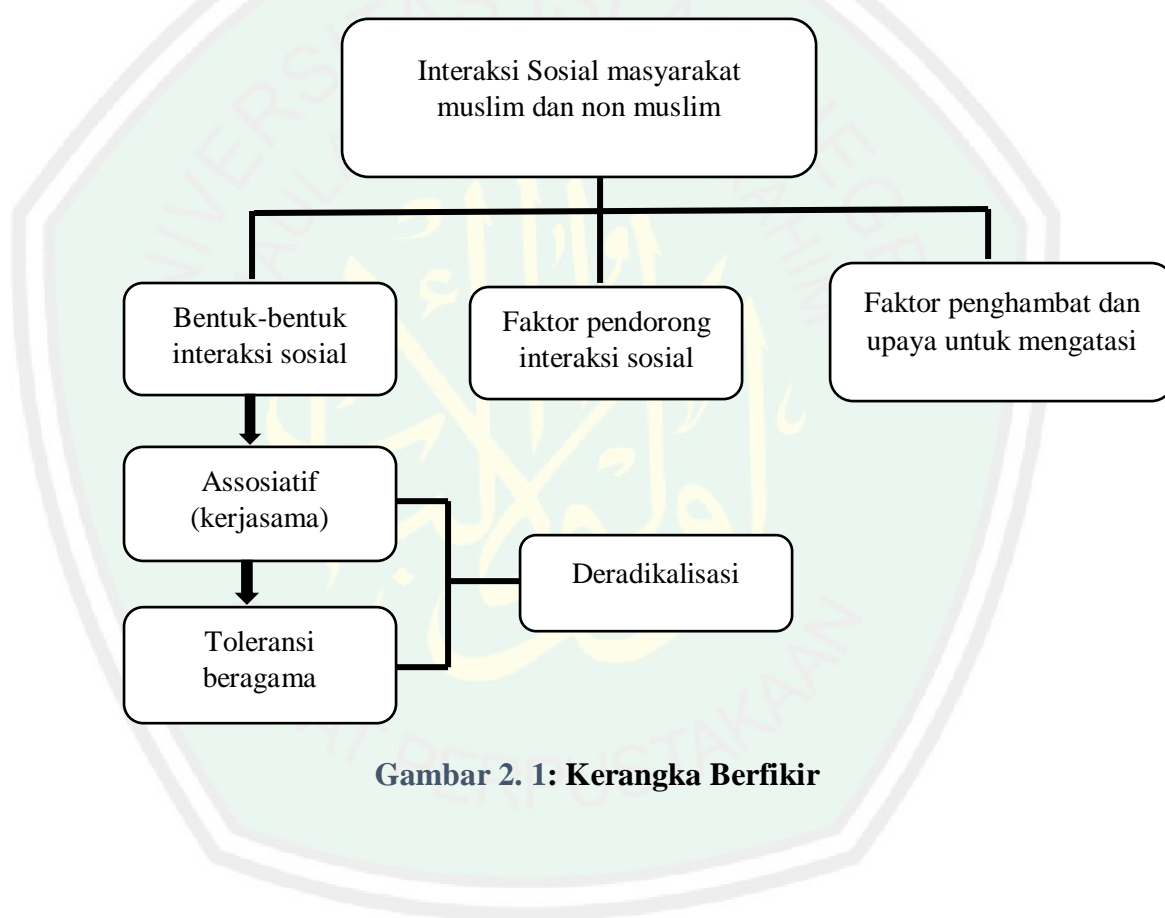 Interaksi Sosial masyarakat
muslim dan non muslim
Bentuk-bentuk
interaksi sosial
Faktor pendorong
interaksi sosial
Faktor penghambat dan
upaya untuk mengatasi
Assosiatif
(kerjasama)
Deradikalisasi
Toleransi
beragama
Gambar 2. 1: Kerangka Berfikir